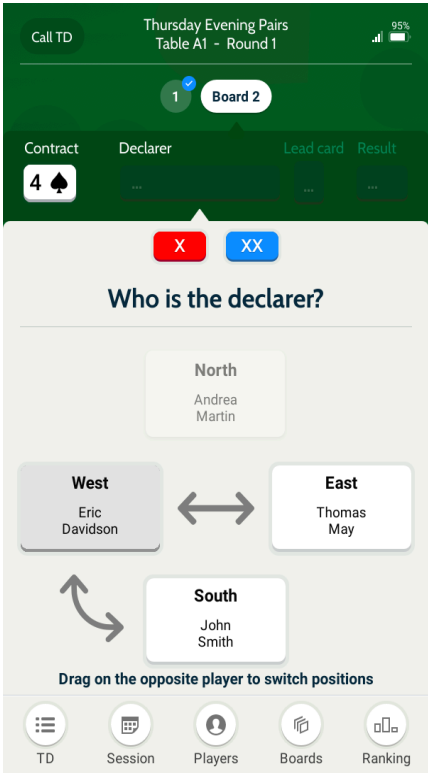 Call TD
Thursday Evening Pairs
Table A1 - Round 1
95%
1
Board 2
Contract
Declarer
Lead card
Result
4 ♠
...
...
...
X
XX
Who is the declarer?
North
Andrea
Martin
West
Eric
Davidson
East
Thomas
May
South
John
Smith
Drag on the opposite player to switch positions
TD
Session
Players
Boards
Ranking